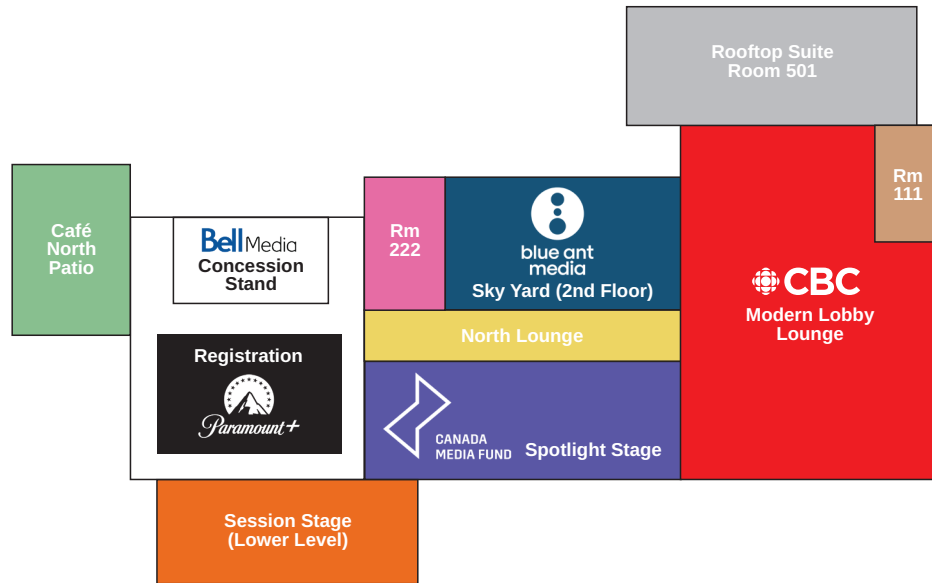 Rooftop Suite
Room 501
Rm
111
Café
North
Patio
Bell Media
Concession
Stand
Rm
222
blue ant
media
Sky Yard (2nd Floor)
CBC
Modern Lobby
Lounge
North Lounge
Registration
Paramount+
CANADA
MEDIA FUND
Spotlight Stage
Session Stage
(Lower Level)